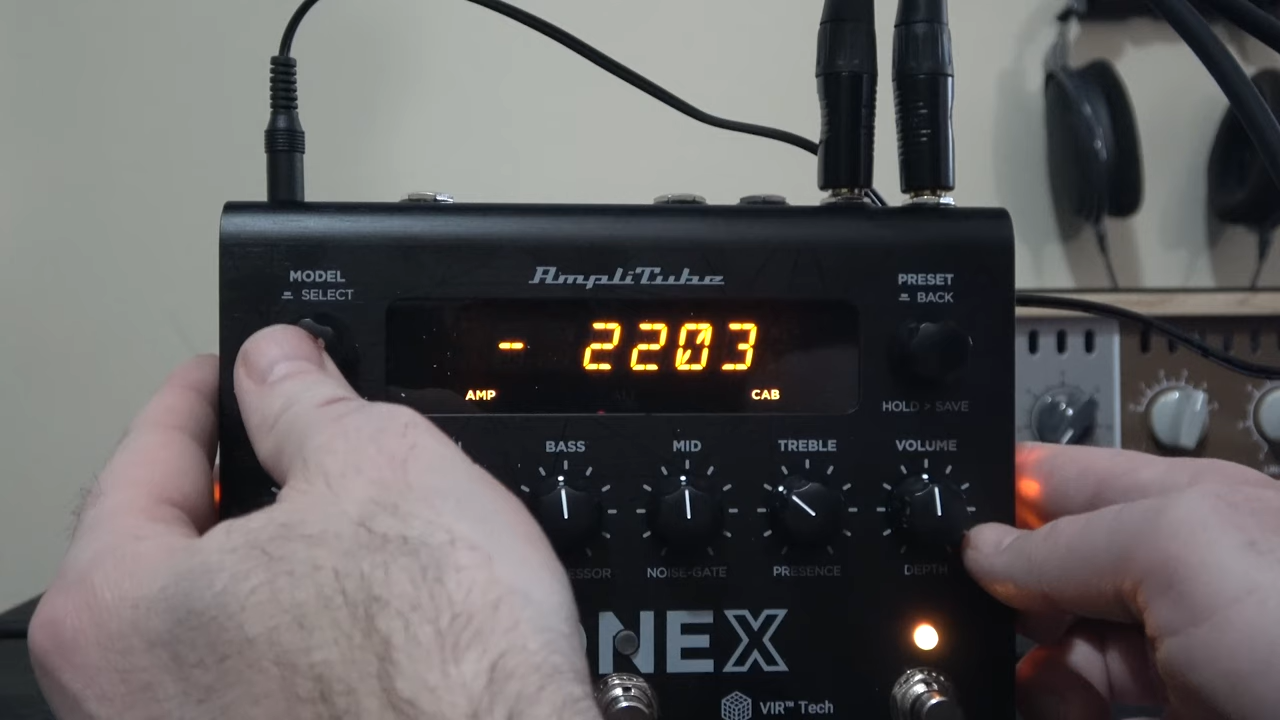 AmpliTube
MODEL
SELECT
PRESET
BACK
- 2203
AMP
CAB
HOLD > SAVE
BASS
MID
TREBLE
VOLUME
NOISE-GATE
PRESENCE
DEPTH
VIR™ Tech